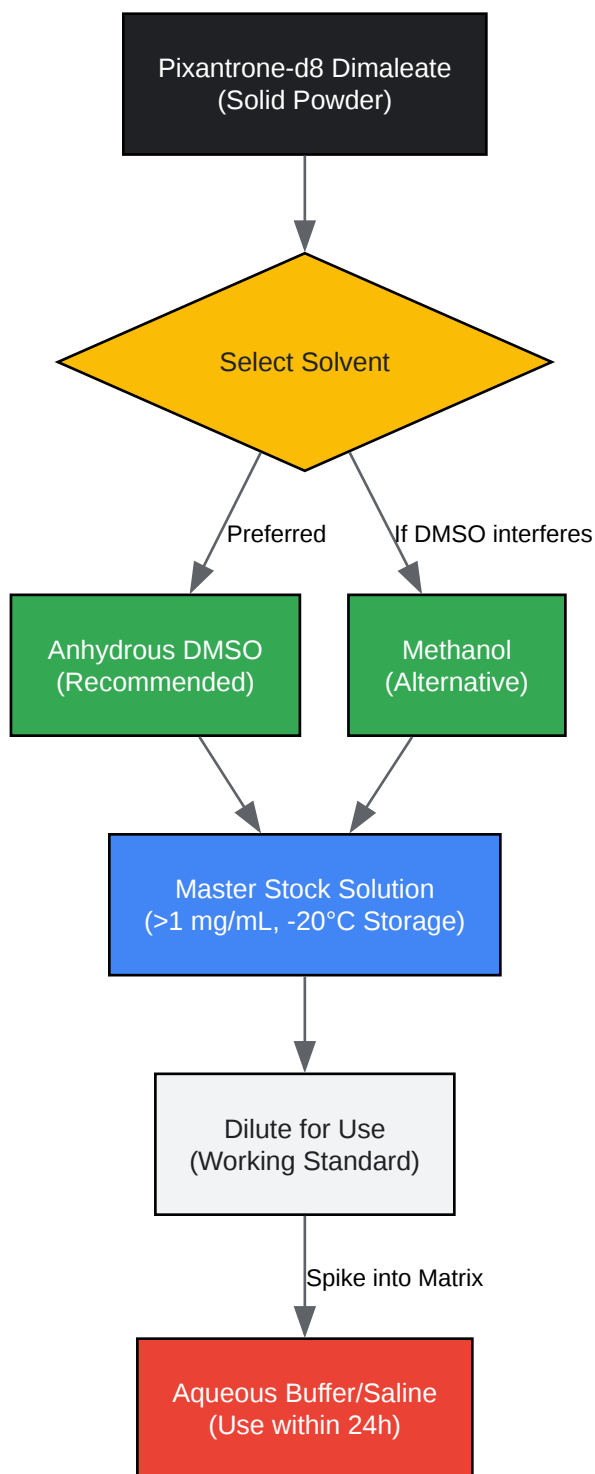 Pixantrone-d8 Dimaleate
(Solid Powder)
Select Solvent
Preferred
If DMSO interferes
Anhydrous DMSO
(Recommended)
Methanol
(Alternative)
Master Stock Solution
(>1 mg/mL, -20°C Storage)
Dilute for Use
(Working Standard)
Spike into Matrix
Aqueous Buffer/Saline
(Use within 24h)